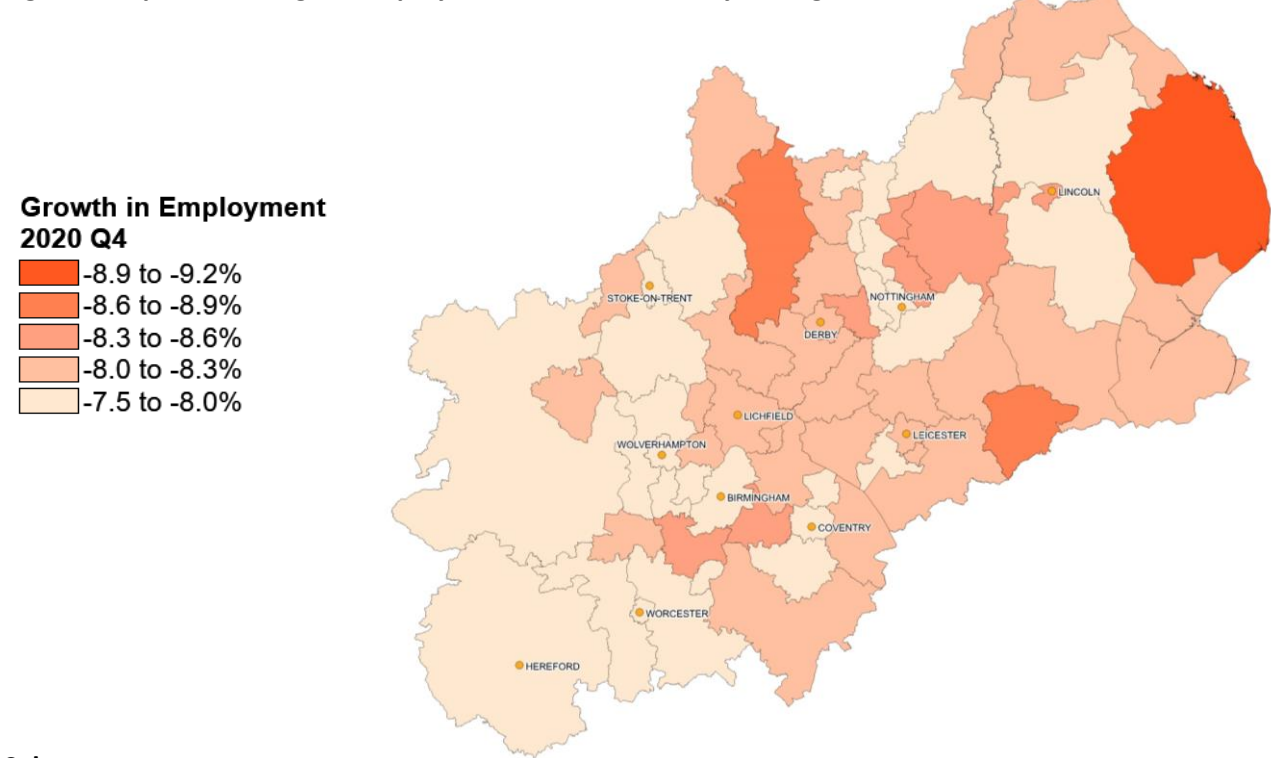 Growth in Employment
2020 Q4
-8.9 to -9.2%
-8.6 to -8.9%
-8.3 to -8.6%
-8.0 to -8.3%
-7.5 to -8.0%
LINCOLN
STOKE-ON-TRENT
NOTTINGHAM
DERBY
LICHFIELD
LEICESTER
WOLVERHAMPTON
BIRMINGHAM
COVENTRY
WORCESTER
HEREFORD